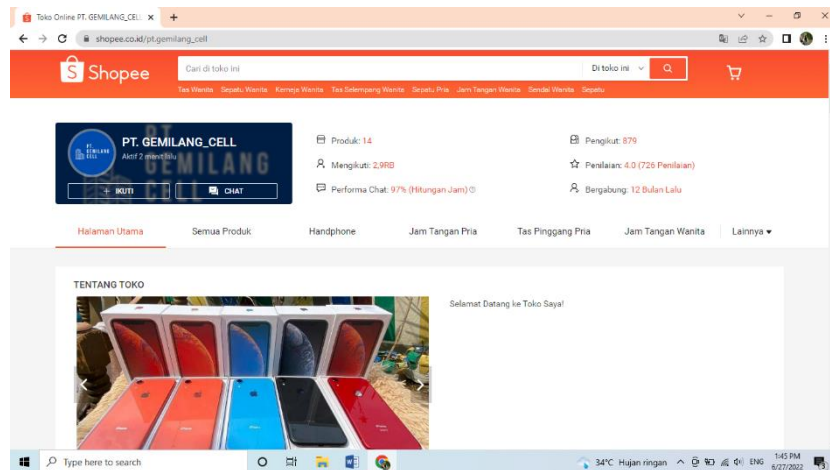 Toko Online PT. GEMILANG_CELL
shopee.co.id/pt.gemilang_cell
Shopee
Cari di toko ini
Di toko ini
Tas Wanita Sepatu Wanita Kemeja Wanita Tas Selempang Wanita Sepatu Pria Jam Tangan Wanita Sendal Wanita Sepatu
PT. GEMILANG CELL
PT. GEMILANG_CELL
Aktif 2 menit lalu
+ IKUTI
CHAT
Produk: 14
Pengikut: 879
Mengikuti: 2,9RB
Penilaian: 4.0 (726 Penilaian)
Performa Chat: 97% (Hitungan Jam)
Bergabung: 12 Bulan Lalu
Halaman Utama Semua Produk Handphone Jam Tangan Pria Tas Pinggang Pria Jam Tangan Wanita Lainnya
TENTANG TOKO
Selamat Datang ke Toko Saya!
Type here to search
34°C Hujan ringan
ENG
1:45 PM
6/27/2022